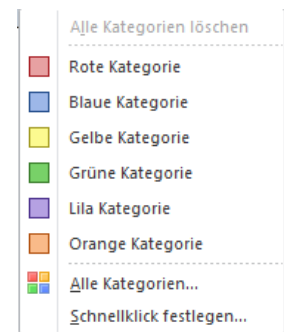 Alle Kategorien löschen
Rote Kategorie
Blaue Kategorie
Gelbe Kategorie
Grüne Kategorie
Lila Kategorie
Orange Kategorie
Alle Kategorien...
Schnellklick festlegen...